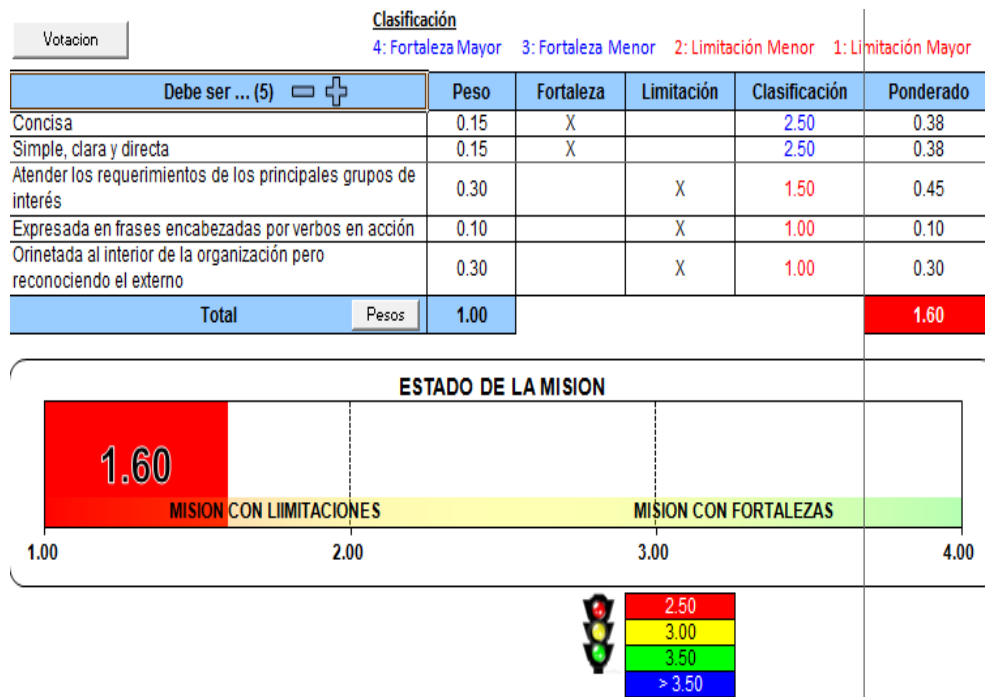 Clasificación
Votacion
4: Fortaleza Mayor 3: Fortaleza Menor 2: Limitación Menor 1: Limitación Mayor
Debe ser ... (5) Peso Fortaleza Limitación Clasificación Ponderado
Concisa 0.15 X 2.50 0.38
Simple, clara y directa 0.15 X 2.50 0.38
Atender los requerimientos de los principales grupos de
interés 0.30 X 1.50 0.45
Expresada en frases encabezadas por verbos en acción 0.10 X 1.00 0.10
Orinetada al interior de la organización pero
reconociendo el externo 0.30 X 1.00 0.30
Total Pesos 1.00 1.60
ESTADO DE LA MISION
1.60
MISION CON LIIMITACIONES MISION CON FORTALEZAS
1.00 2.00 3.00 4.00
2.50
3.00
3.50
> 3.50